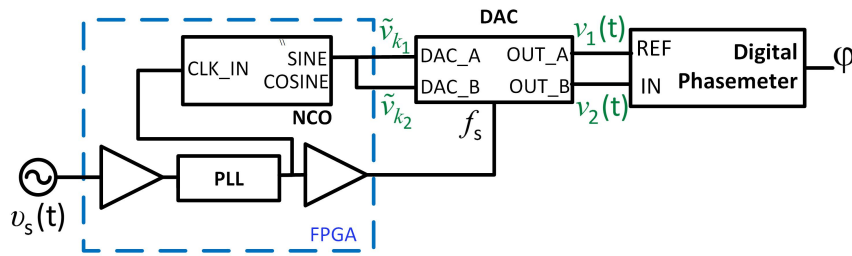 DAC
ṽk1
v1(t)
CLK_IN
SINE
COSINE
NCO
DAC_A
DAC_B
OUT_A
OUT_B
REF
IN
Digital
Phasemeter
φ
ṽk2
fs
v2(t)
PLL
υs(t)
FPGA